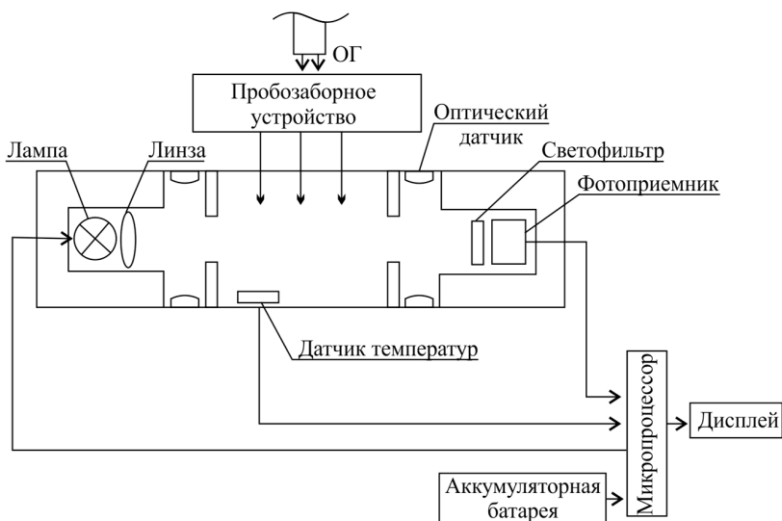 ОГ
Пробозаборное
устройство
Оптический
датчик
Лампа
Линза
Светофильтр
Фотоприемник
Датчик температур
Микропроцессор
Дисплей
Аккумуляторная
батарея